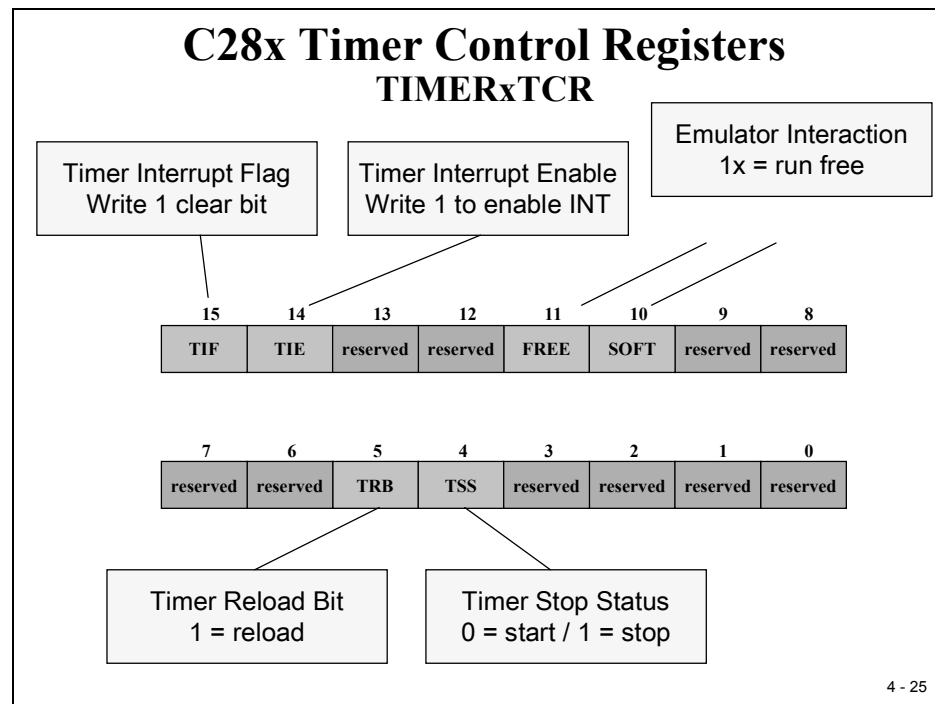 C28x Timer Control Registers
TIMERxTCR
Emulator Interaction
1x = run free
Timer Interrupt Flag
Write 1 clear bit
Timer Interrupt Enable
Write 1 to enable INT
15 14 13 12 11 10 9 8
TIF TIE reserved reserved FREE SOFT reserved reserved
7 6 5 4 3 2 1 0
reserved reserved TRB TSS reserved reserved reserved reserved
Timer Reload Bit
1 = reload
Timer Stop Status
0 = start / 1 = stop
4 - 25